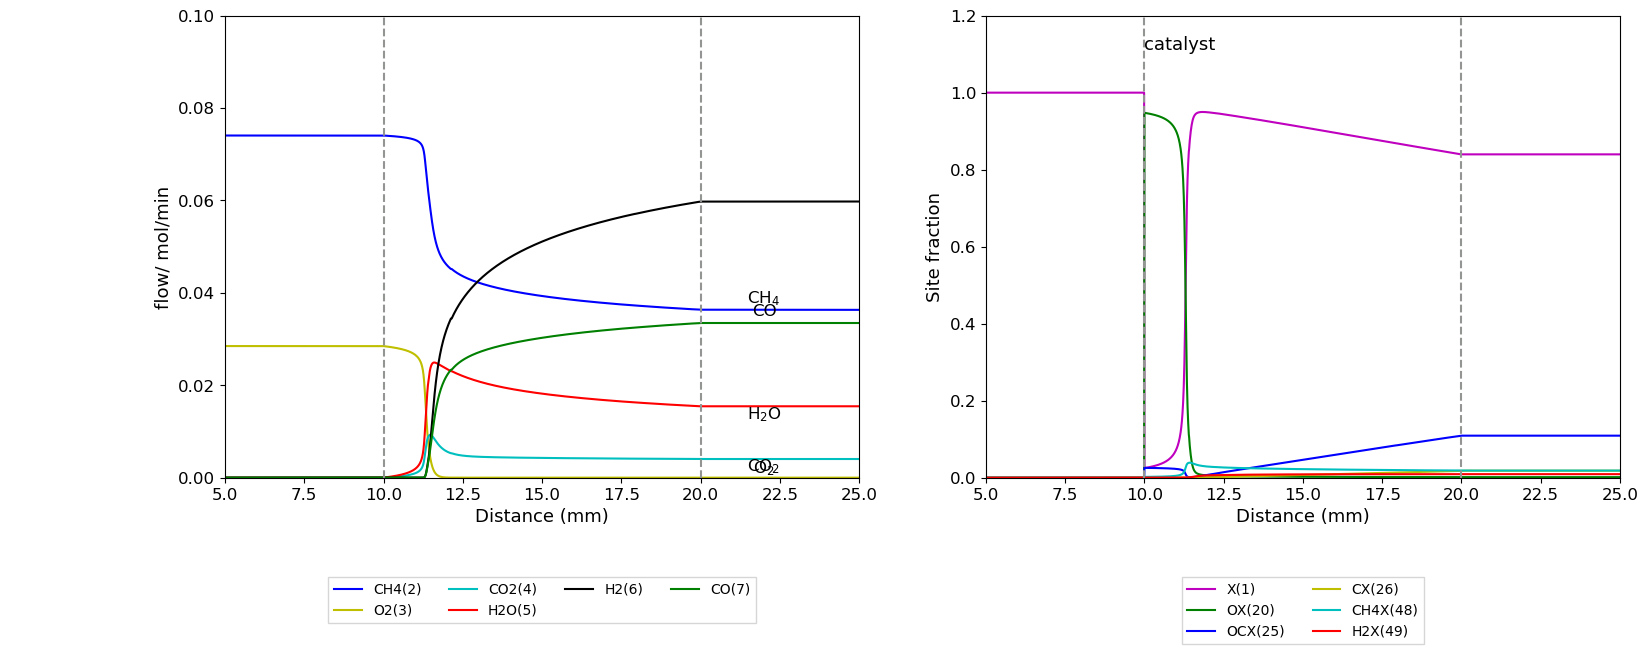 0.10
0.08
0.06
0.04
0.02
0.00
flow/ mol/min
CH₄
CO
H₂O
CO₂
O₂
5.0 7.5 10.0 12.5 15.0 17.5 20.0 22.5 25.0
Distance (mm)
CH4(2) CO2(4) H2(6) CO(7)
O2(3) H2O(5)
1.2
1.0
0.8
0.6
0.4
0.2
0.0
Site fraction
catalyst
5.0 7.5 10.0 12.5 15.0 17.5 20.0 22.5 25.0
Distance (mm)
X(1) CX(26)
OX(20) CH4X(48)
OCX(25) H2X(49)